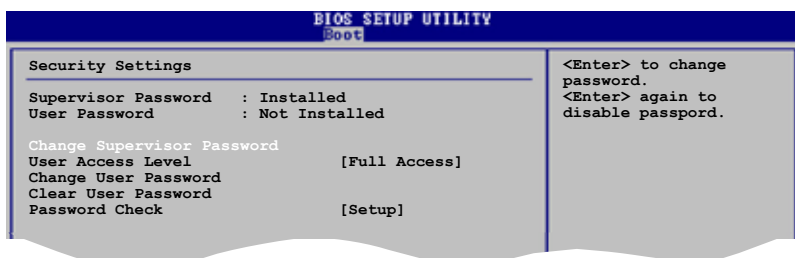 BIOS SETUP UTILITY
Boot
Security Settings
Supervisor Password : Installed
User Password : Not Installed
Change Supervisor Password
User Access Level [Full Access]
Change User Password
Clear User Password
Password Check [Setup]
<Enter> to change
password.
<Enter> again to
disable passpord.